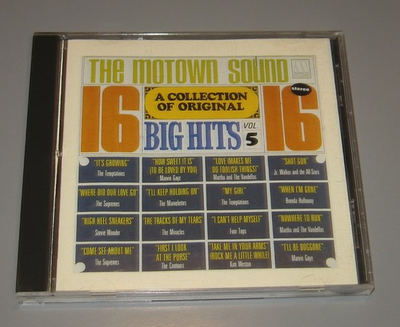 THE MOTOWN SOUND
16
A COLLECTION
OF ORIGINAL
16
stereo
BIG HITS VOL. 5
"IT'S GROWING"
The Temptations
"HOW SWEET IT IS
(TO BE LOVED BY YOU)
Marvin Gaye
"LOVE (MAKES ME
DO FOOLISH THINGS)"
Martha and The Vandellas
"SHOT GUN"
Jr. Walker and the All Stars
"WHERE DID OUR LOVE GO"
The Supremes
"I'LL KEEP HOLDING ON"
The Marvelettes
"MY GIRL"
The Temptations
"WHEN I'M GONE"
Brenda Holloway
"HIGH HEEL SNEAKERS"
Stevie Wonder
"THE TRACKS OF MY TEARS"
The Miracles
"I CAN'T HELP MYSELF"
Four Tops
"NOWHERE TO RUN"
Martha and The Vandellas
"COME SEE ABOUT ME"
The Supremes
"FIRST I LOOK
AT THE PURSE"
The Contours
"TAKE ME IN YOUR ARMS"
(ROCK ME A LITTLE WHILE)
Kim Weston
"I'LL BE DOGGONE"
Marvin Gaye